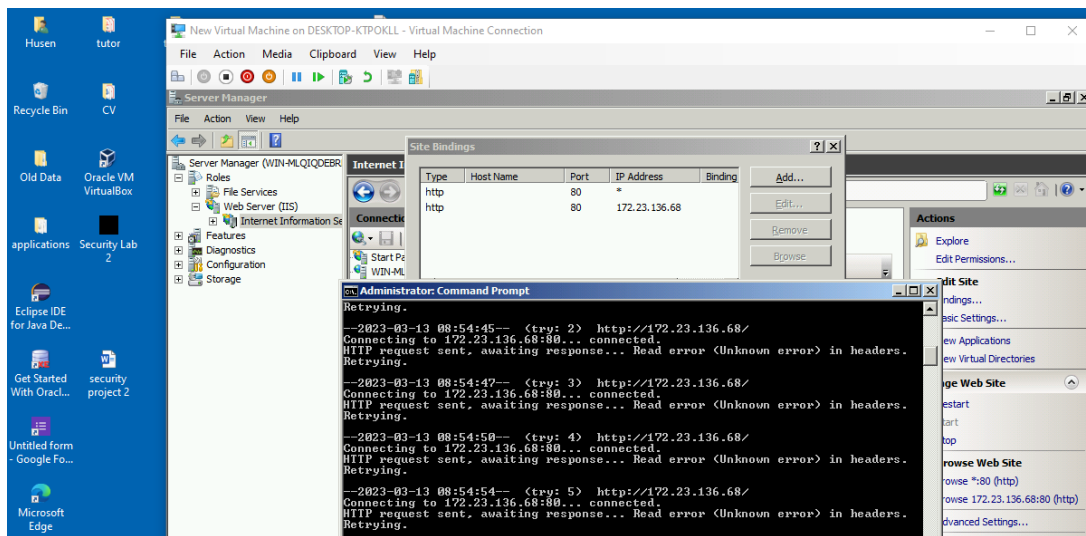 Husen
tutor
Recycle Bin
CV
Old Data
Oracle VM
VirtualBox
applications
Security Lab
2
Eclipse IDE
for Java De...
Get Started
With Oracl...
security
project 2
Untitled form
- Google Fo...
Microsoft
Edge
New Virtual Machine on DESKTOP-KTPOKLL - Virtual Machine Connection
File Action Media Clipboard View Help
Server Manager
File Action View Help
Server Manager (WIN-MLQIQDEBR
Roles
File Services
Web Server (IIS)
Internet Information Se
Features
Diagnostics
Configuration
Storage
Internet I
Connectic
Start Pa
WIN-ML
Site Bindings
Type Host Name Port IP Address Binding
http 80 *
http 80 172.23.136.68
Add...
Edit...
Remove
Browse
Administrator: Command Prompt
Retrying.
--2023-03-13 08:54:45-- (try: 2) http://172.23.136.68/
Connecting to 172.23.136.68:80... connected.
HTTP request sent, awaiting response... Read error (Unknown error) in headers.
Retrying.
--2023-03-13 08:54:47-- (try: 3) http://172.23.136.68/
Connecting to 172.23.136.68:80... connected.
HTTP request sent, awaiting response... Read error (Unknown error) in headers.
Retrying.
--2023-03-13 08:54:50-- (try: 4) http://172.23.136.68/
Connecting to 172.23.136.68:80... connected.
HTTP request sent, awaiting response... Read error (Unknown error) in headers.
Retrying.
--2023-03-13 08:54:54-- (try: 5) http://172.23.136.68/
Connecting to 172.23.136.68:80... connected.
HTTP request sent, awaiting response... Read error (Unknown error) in headers.
Retrying.
Actions
Explore
Edit Permissions...
dit Site
ndings...
asic Settings...
ew Applications
ew Virtual Directories
age Web Site
estart
tart
top
rowse Web Site
rowse *:80 (http)
rowse 172.23.136.68:80 (http)
dvanced Settings...